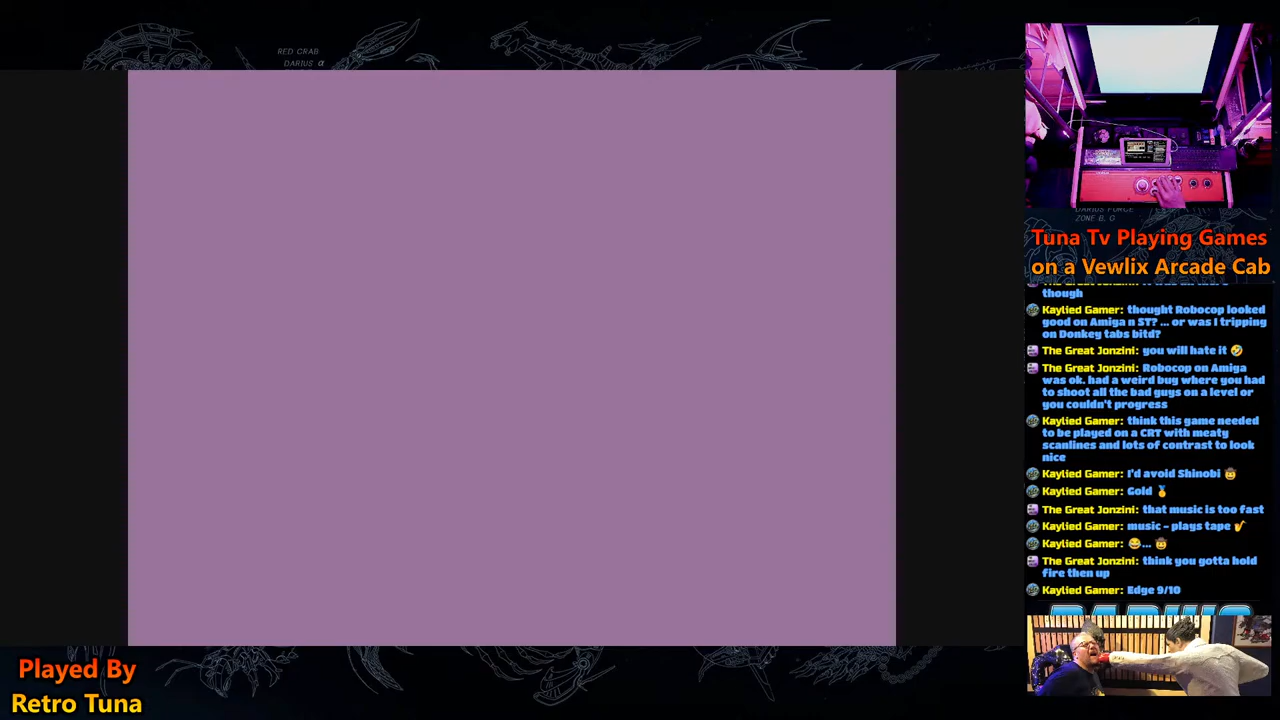 RED CRAB
DARIUS α
DARIUS FORCE
ZONE B. G
Tuna Tv Playing Games
on a Vewlix Arcade Cab
though
Kaylied Gamer: thought Robocop looked
good on Amiga n ST? ... or was I tripping
on Donkey tabs bitd?
The Great Jonzini: you will hate it 🤣
The Great Jonzini: Robocop on Amiga
was ok. had a weird bug where you had
to shoot all the bad guys on a level or
you couldn't progress
Kaylied Gamer: think this game needed
to be played on a CRT with meaty
scanlines and lots of contrast to look
nice
Kaylied Gamer: I'd avoid Shinobi 🤠
Kaylied Gamer: Gold 🏅
The Great Jonzini: that music is too fast
Kaylied Gamer: music - plays tape 🎷
Kaylied Gamer: 😂... 🤠
The Great Jonzini: think you gotta hold
fire then up
Kaylied Gamer: Edge 9/10
Played By
Retro Tuna